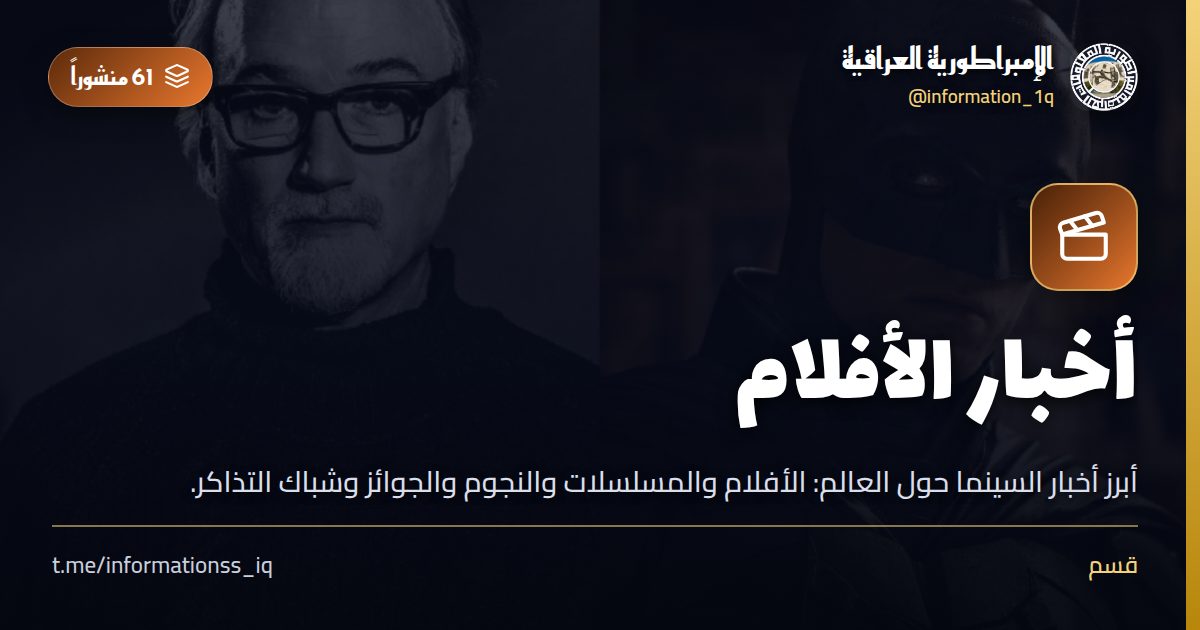 الإمبراطورية العراقية
@information_1q
61 منشوراً
أخبار الأفلام
أبرز أخبار السينما حول العالم: الأفلام والمسلسلات والنجوم والجوائز وشباك التذاكر.
قسم
t.me/informationss_iq